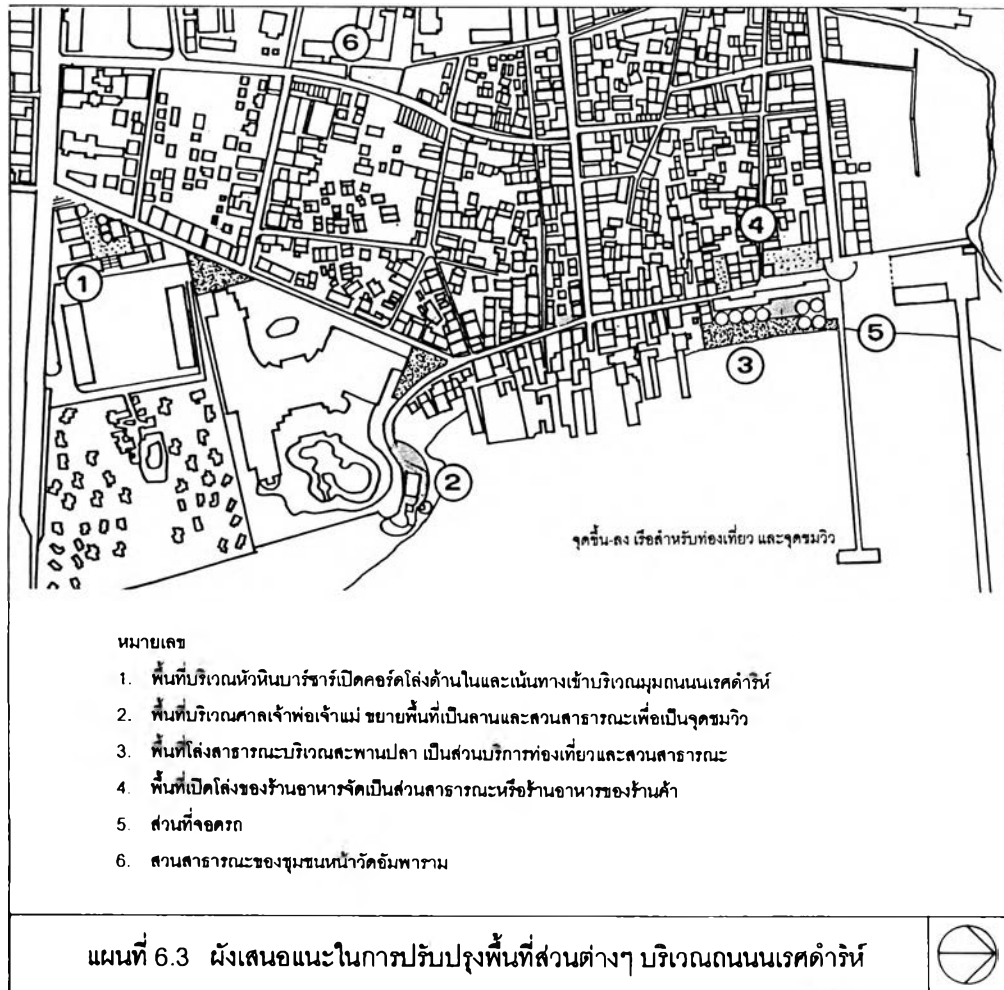 6
4
1
5
3
2
จุดขึ้น-ลง เรือสำหรับท่องเที่ยว และจุดชมวิว
หมายเลข
1. พื้นที่บริเวณหัวหินบาร์ซาร์เปิดคอร์ดโล่งด้านในและเน้นทางเข้าบริเวณมุมถนนนเรศดำริห์
2. พื้นที่บริเวณศาลเจ้าพ่อเจ้าแม่ ขยายพื้นที่เป็นลานและสวนสาธารณะเพื่อเป็นจุดชมวิว
3. พื้นที่โล่งสาธารณะบริเวณสะพานปลา เป็นส่วนบริการท่องเที่ยวและสวนสาธารณะ
4. พื้นที่เปิดโล่งของร้านอาหารจัดเป็นส่วนสาธารณะหรือร้านอาหารของร้านค้า
5. ส่วนที่จอดรถ
6. สวนสาธารณะของชุมชนหน้าวัดอัมพาราม
แผนที่ 6.3 ผังเสนอแนะในการปรับปรุงพื้นที่ส่วนต่างๆ บริเวณถนนนเรศดำริห์